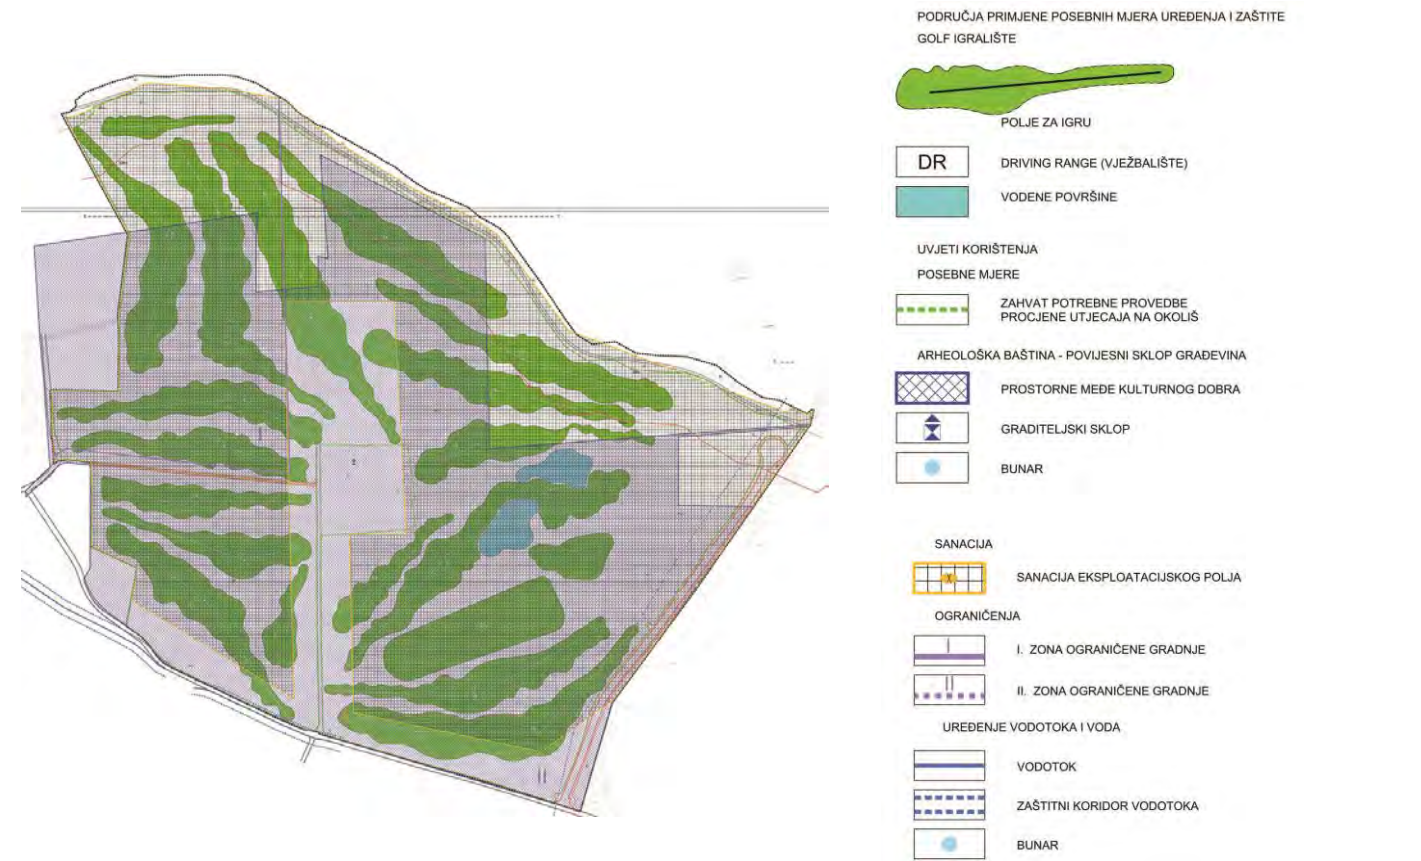 PODRUČJA PRIMJENE POSEBNIH MJERA UREĐENJA I ZAŠTITE
GOLF IGRALIŠTE
POLJE ZA IGRU
DR
DRIVING RANGE (VJEŽBALIŠTE)
VODENE POVRŠINE
UVJETI KORIŠTENJA
POSEBNE MJERE
ZAHVAT POTREBNE PROVEDBE
PROCJENE UTJECAJA NA OKOLIŠ
ARHEOLOŠKA BAŠTINA - POVIJESNI SKLOP GRAĐEVINA
PROSTORNE MEĐE KULTURNOG DOBRA
GRADITELJSKI SKLOP
BUNAR
SANACIJA
SANACIJA EKSPLOATACIJSKOG POLJA
OGRANIČENJA
I
I. ZONA OGRANIČENE GRADNJE
II
II. ZONA OGRANIČENE GRADNJE
UREĐENJE VODOTOKA I VODA
VODOTOK
ZAŠTITNI KORIDOR VODOTOKA
BUNAR
II